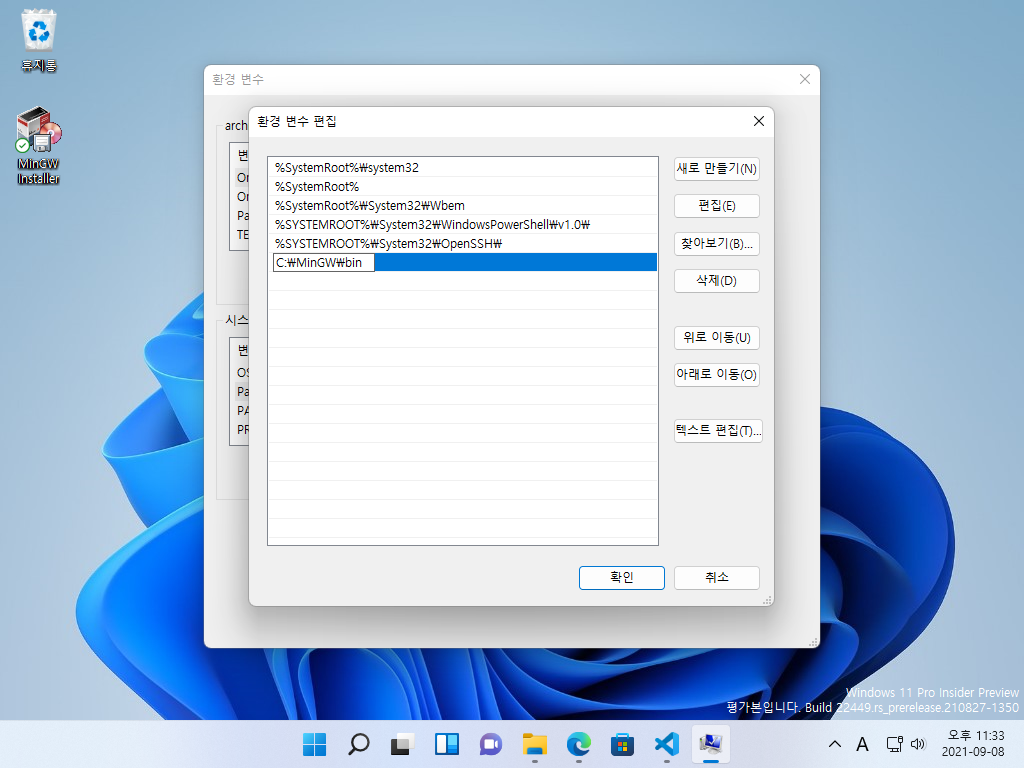 휴지통
MinGW
Installer
환경 변수
환경 변수 편집
%SystemRoot%₩system32
%SystemRoot%
%SystemRoot%₩System32₩Wbem
%SYSTEMROOT%₩System32₩WindowsPowerShell₩v1.0₩
%SYSTEMROOT%₩System32₩OpenSSH₩
C:₩MinGW₩bin
새로 만들기(N)
편집(E)
찾아보기(B)...
삭제(D)
위로 이동(U)
아래로 이동(O)
텍스트 편집(T)...
확인
취소
arch
변
On
On
Pa
TE
시스
변
OS
Pa
PA
PR
Windows 11 Pro Insider Preview
평가본입니다. Build 22449.rs_prerelease.210827-1350
A
오후 11:33
2021-09-08